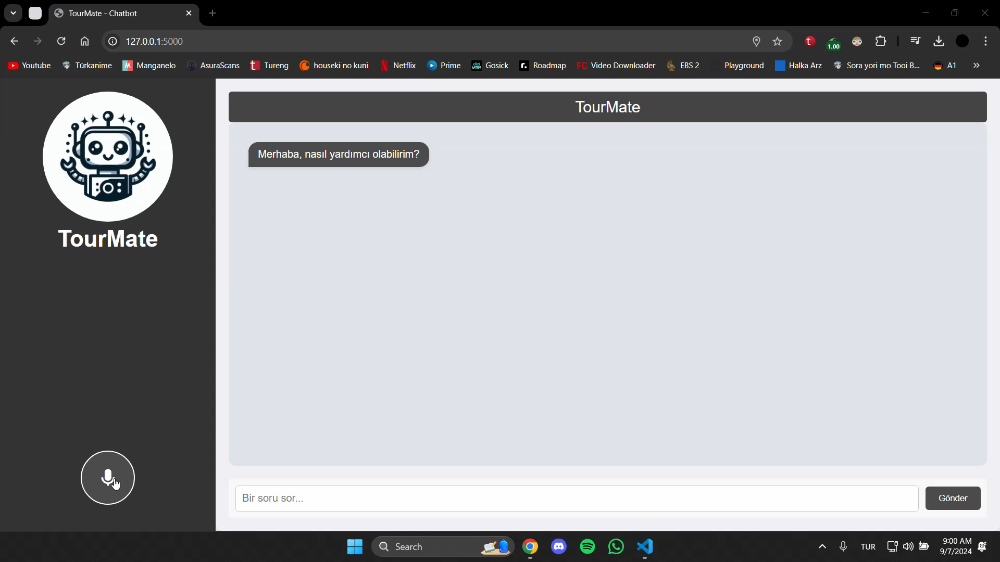 TourMate - Chatbot
127.0.0.1:5000
1.00
Youtube
Türkanime
Manganelo
AsuraScans
Tureng
houseki no kuni
Netflix
Prime
Gosick
Roadmap
FC Video Downloader
EBS 2
Playground
Halka Arz
Sora yori mo Tooi B...
A1
TourMate
Merhaba, nasıl yardımcı olabilirim?
TourMate
Bir soru sor...
Gönder
Search
TUR
9:00 AM
9/7/2024